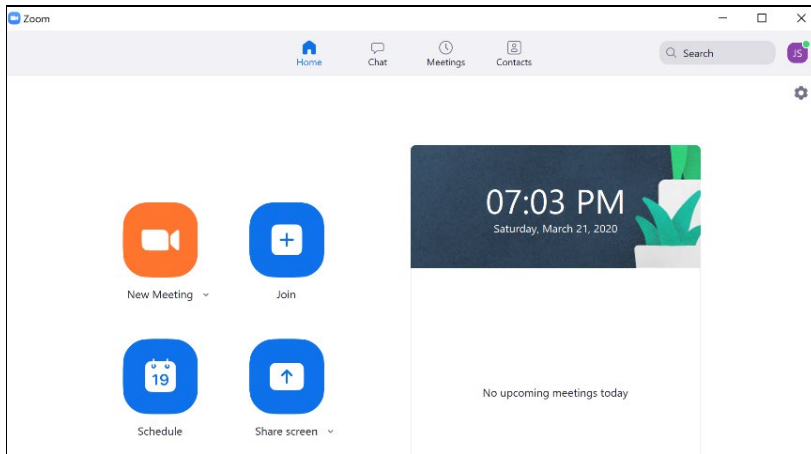 Zoom
Home
Chat
Meetings
Contacts
Search
JS
07:03 PM
Saturday, March 21, 2020
New Meeting
Join
19
Schedule
Share screen
No upcoming meetings today